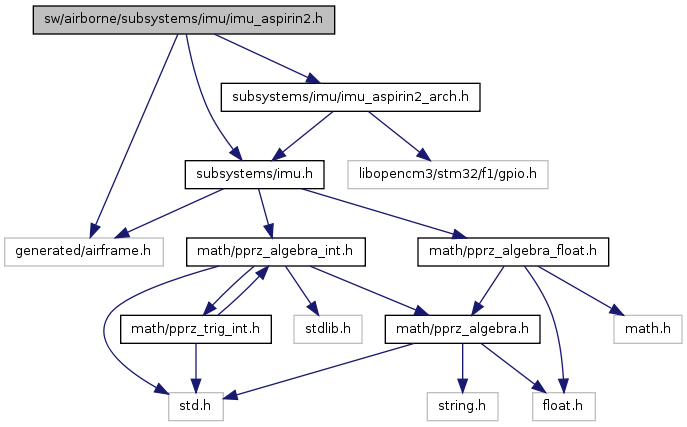 sw/airborne/subsystems/imu/imu_aspirin2.h
subsystems/imu/imu_aspirin2_arch.h
subsystems/imu.h
libopencm3/stm32/f1/gpio.h
generated/airframe.h
math/pprz_algebra_int.h
math/pprz_algebra_float.h
math/pprz_trig_int.h
stdlib.h
math/pprz_algebra.h
math.h
std.h
string.h
float.h